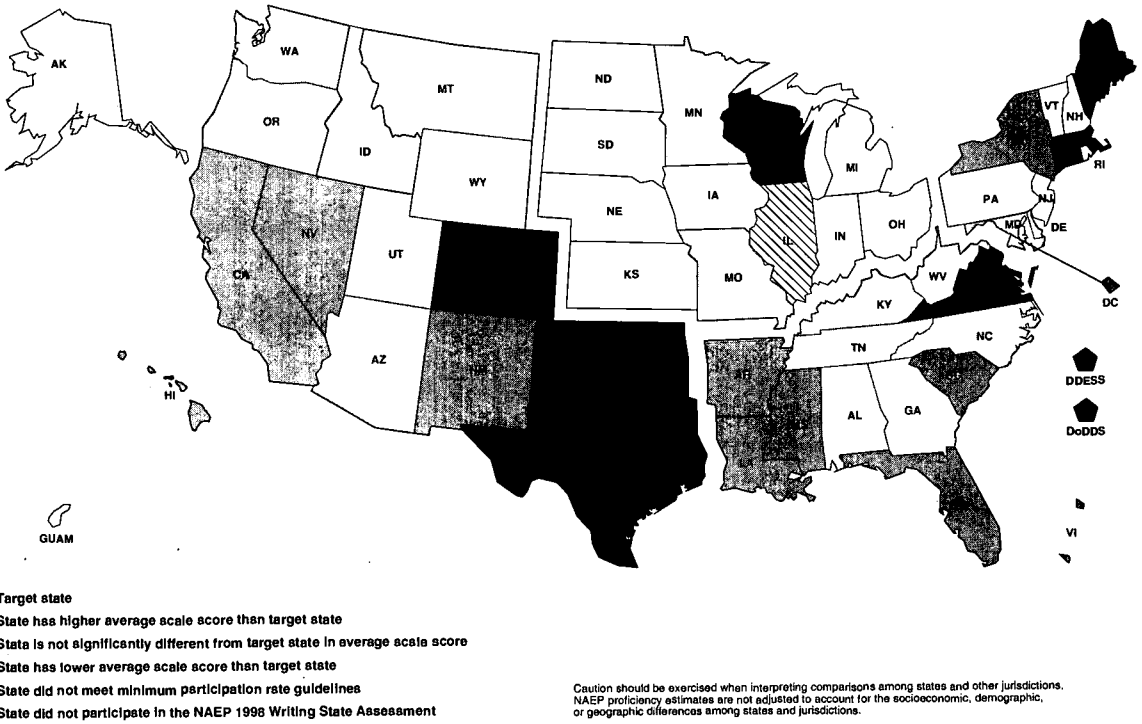 AK
WA
MT
ND
MN
VT
NH
OR
ID
SD
WY
MI
RI
IA
PA
NJ
NE
OH
NV
IL
IN
MD
DE
UT
CA
KS
MO
WV
KY
DC
AZ
TN
NC
NM
AR
DDESS
HI
AL
GA
DoDDS
LA
VI
GUAM
Target state
State has higher average scale score than target state
Stata is not significantly different from target state in average scale score
State has lower average scale score than target state
State did not meet minimum participation rate guidelines
State did not participate in the NAEP 1998 Writing State Assessment
Caution should be exercised when interpreting comparisons among states and other jurisdictions.
NAEP proficiency estimates are not adjusted to account for the socioeconomic, demographic,
or geographic differences among states and jurisdictions.